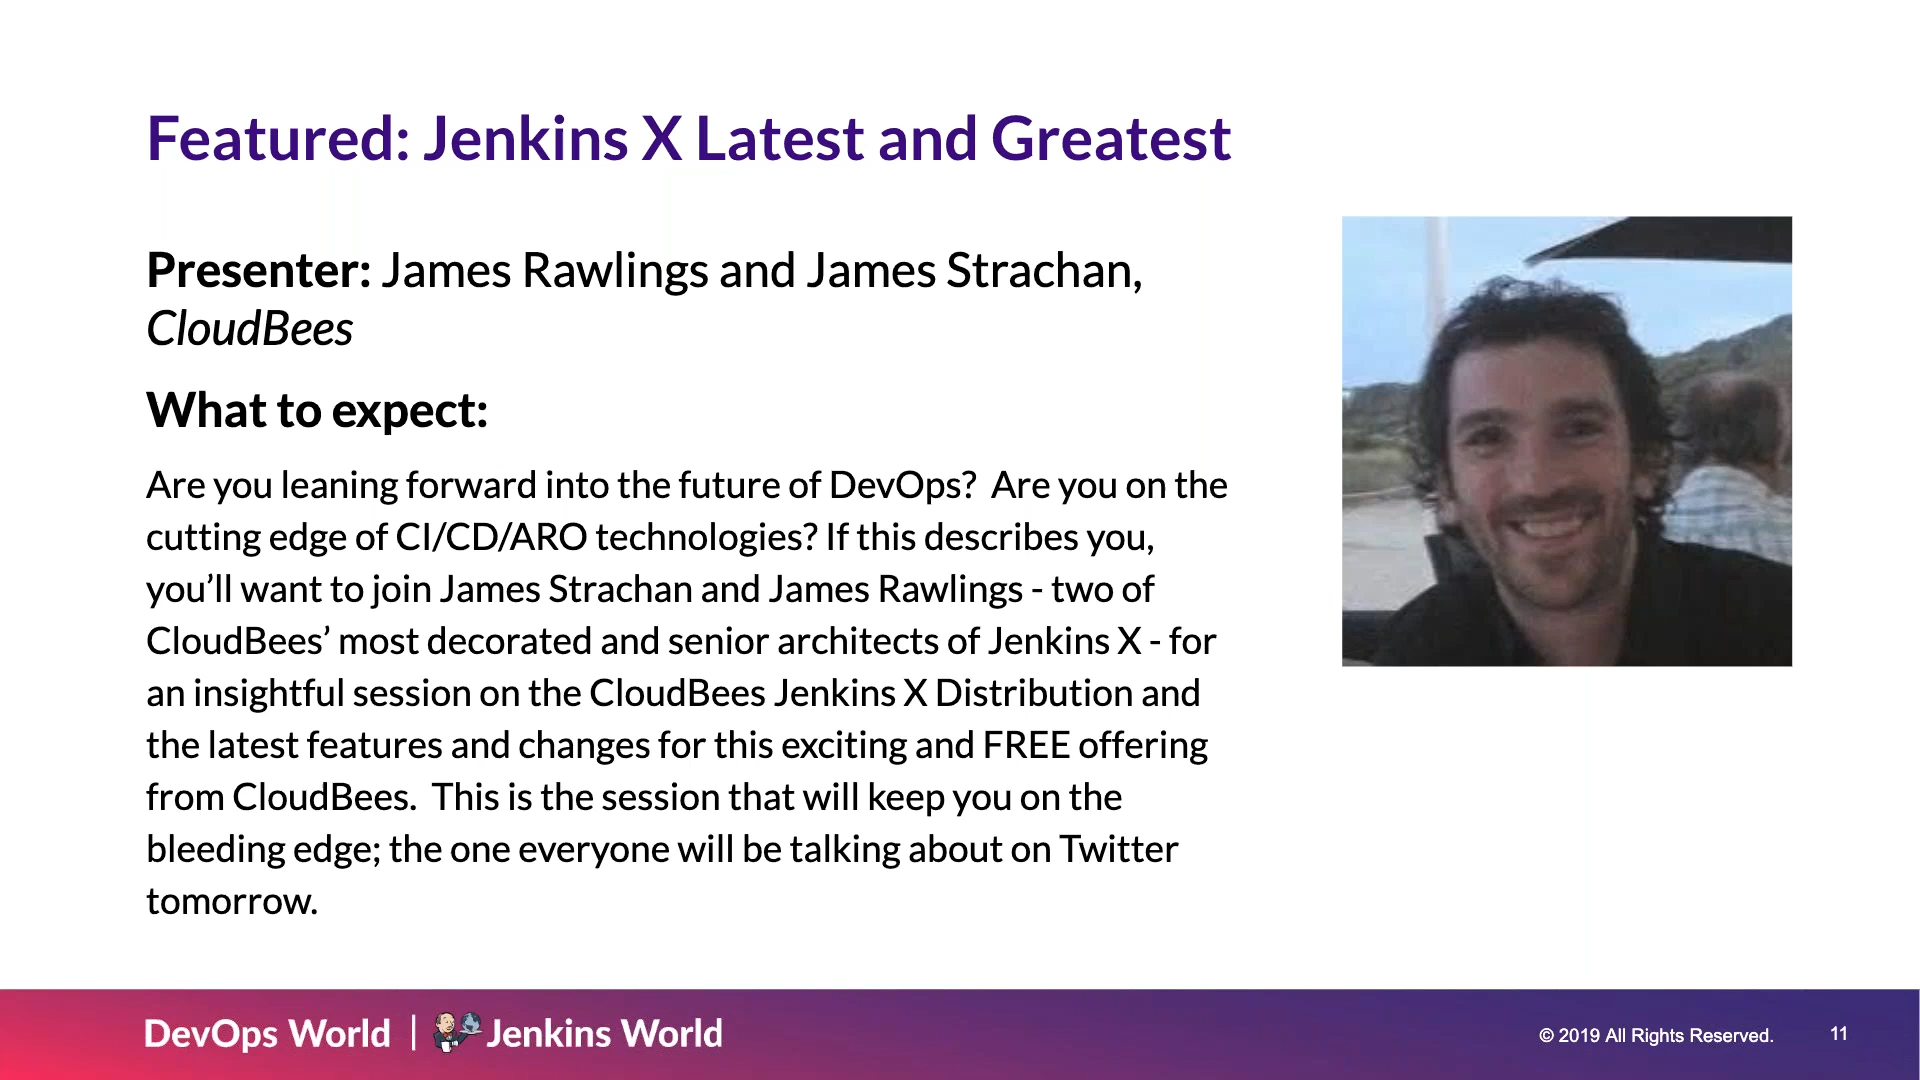 Featured: Jenkins X Latest and Greatest
Presenter: James Rawlings and James Strachan,
CloudBees
What to expect:
Are you leaning forward into the future of DevOps?  Are you on the
cutting edge of CI/CD/ARO technologies? If this describes you,
you’ll want to join James Strachan and James Rawlings - two of
CloudBees’ most decorated and senior architects of Jenkins X - for
an insightful session on the CloudBees Jenkins X Distribution and
the latest features and changes for this exciting and FREE offering
from CloudBees.  This is the session that will keep you on the
bleeding edge; the one everyone will be talking about on Twitter
tomorrow.
DevOps World | Jenkins World
© 2019 All Rights Reserved.
11